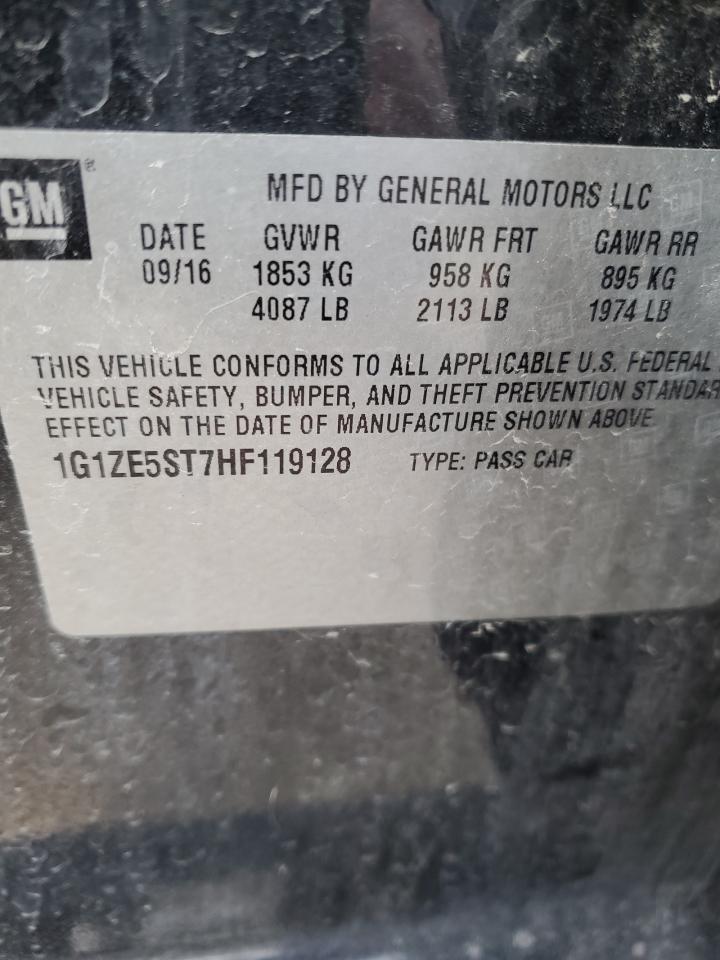 GM ®
MFD BY GENERAL MOTORS LLC
DATE GVWR GAWR FRT GAWR RR
09/16 1853 KG 958 KG 895 KG
4087 LB 2113 LB 1974 LB
THIS VEHICLE CONFORMS TO ALL APPLICABLE U.S. FEDERAL
VEHICLE SAFETY, BUMPER, AND THEFT PREVENTION STANDAR
EFFECT ON THE DATE OF MANUFACTURE SHOWN ABOVE
1G1ZE5ST7HF119128 TYPE: PASS CAR